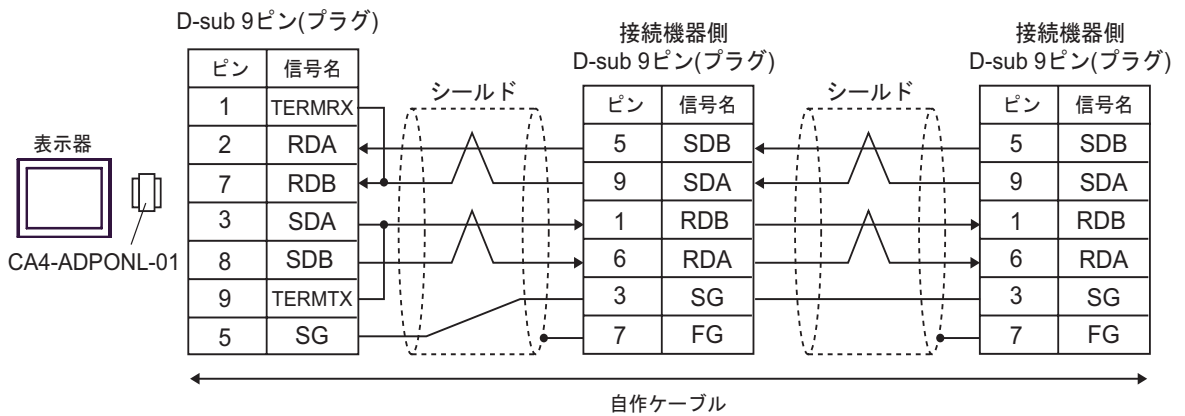 D-sub 9ピン(プラグ)
接続機器側
D-sub 9ピン(プラグ)
接続機器側
D-sub 9ピン(プラグ)
表示器
CA4-ADPONL-01
ピン 信号名
1 TERMRX
2 RDA
7 RDB
3 SDA
8 SDB
9 TERMTX
5 SG
シールド
ピン 信号名
5 SDB
9 SDA
1 RDB
6 RDA
3 SG
7 FG
シールド
ピン 信号名
5 SDB
9 SDA
1 RDB
6 RDA
3 SG
7 FG
自作ケーブル